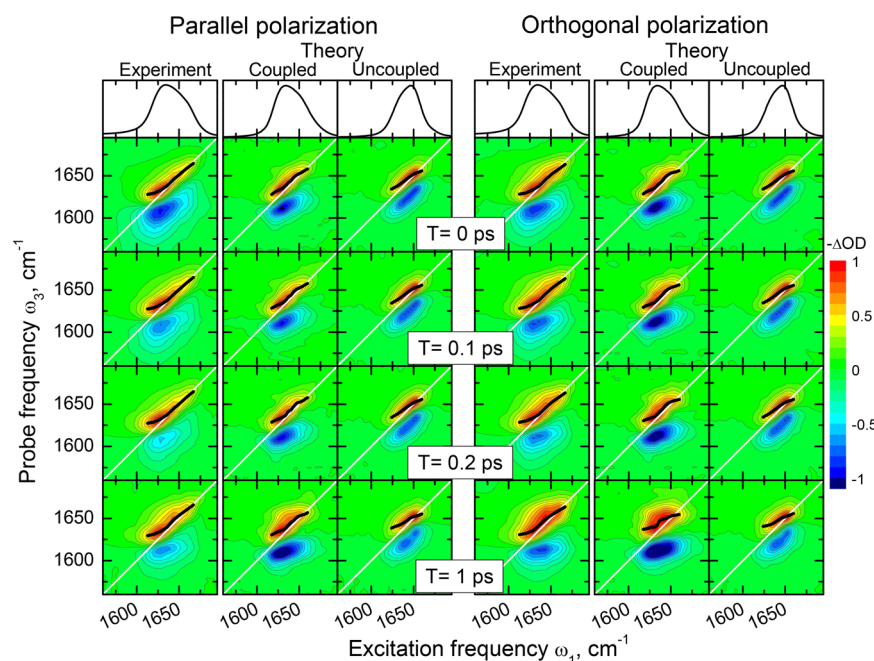 Parallel polarization
Orthogonal polarization
Theory
Theory
Experiment
Coupled
Uncoupled
Experiment
Coupled
Uncoupled
1650
1600
T= 0 ps
-ΔOD
1
0.5
0
-0.5
-1
1650
1600
T= 0.1 ps
1650
1600
T= 0.2 ps
1650
1600
T= 1 ps
Probe frequency ω3, cm-1
1600
1650
1600
1650
1600
1650
1600
1650
1600
1650
1600
1650
Excitation frequency ω1, cm-1